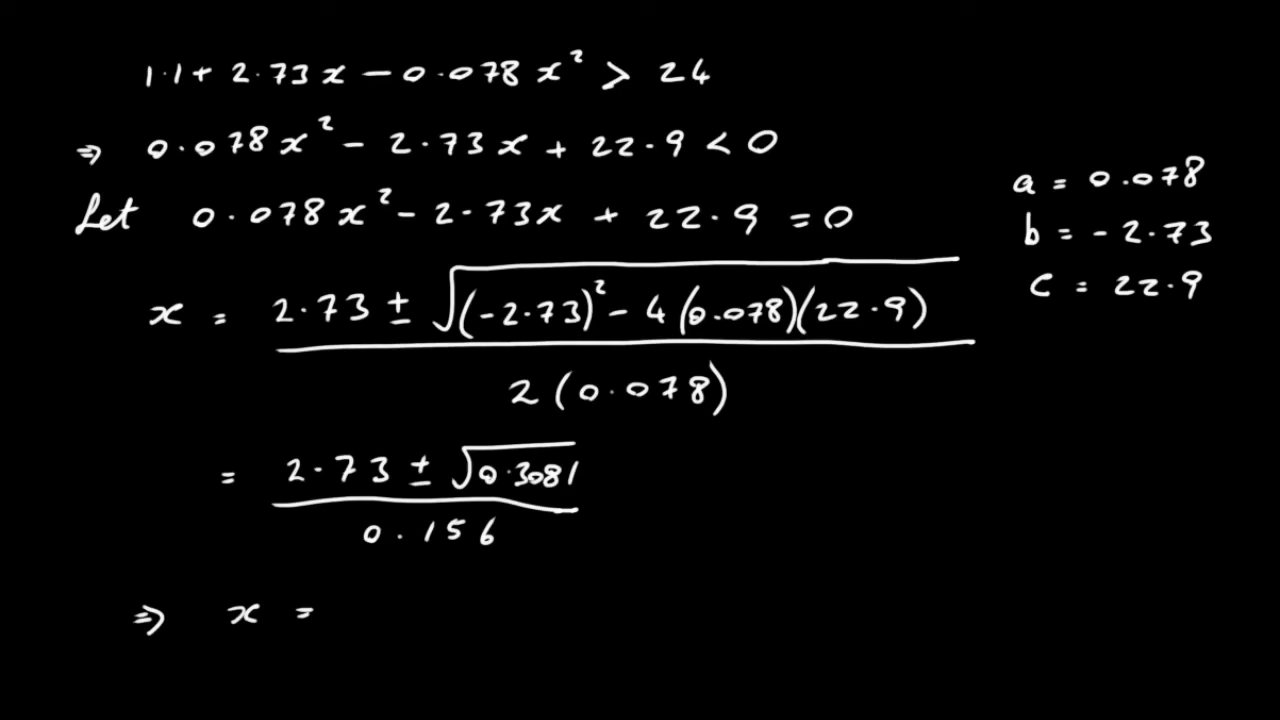 1.1 + 2.73x − 0.078x² > 24
⇒ 0.078x² − 2.73x + 22.9 < 0
Let 0.078x² − 2.73x + 22.9 = 0
a = 0.078
b = −2.73
c = 22.9
x = (2.73 ± √((−2.73)² − 4(0.078)(22.9))) / 2(0.078)
= (2.73 ± √0.3081) / 0.156
⇒ x =